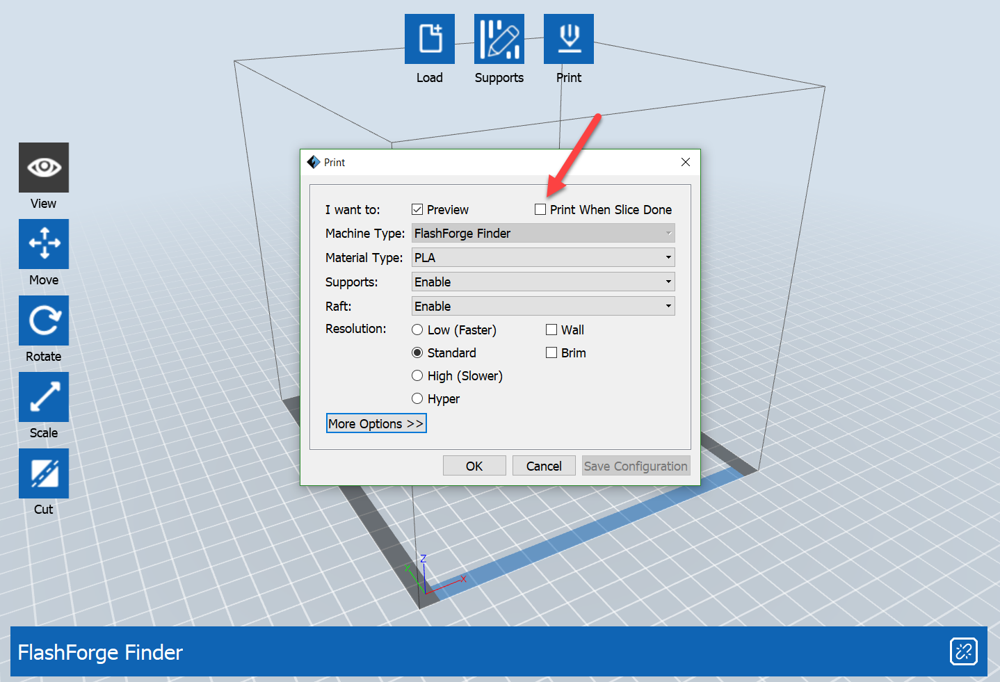 Load
Supports
Print
View
Move
Rotate
Scale
Cut
Print
I want to: Preview Print When Slice Done
Machine Type: FlashForge Finder
Material Type: PLA
Supports: Enable
Raft: Enable
Resolution: Low (Faster) Wall
Standard Brim
High (Slower)
Hyper
More Options >>
OK Cancel Save Configuration
Z
Y
X
FlashForge Finder